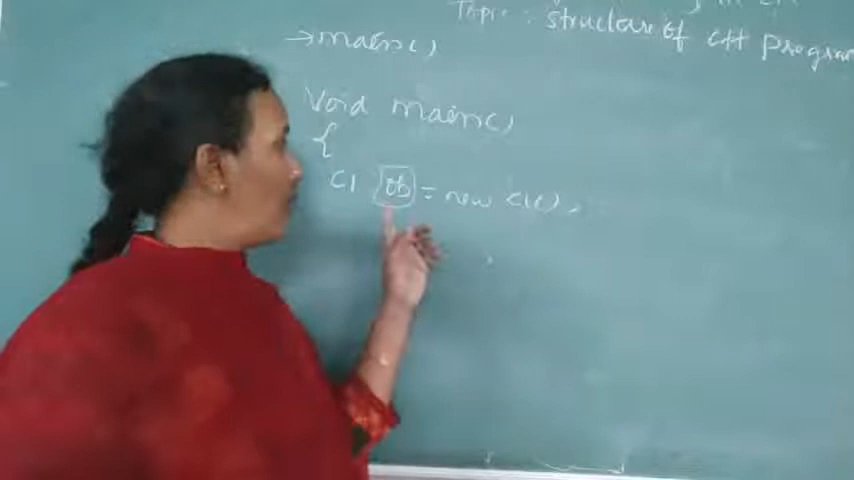 Topic : structure of C++ program
→ main()
void main()
{
C1 ob = new C1();